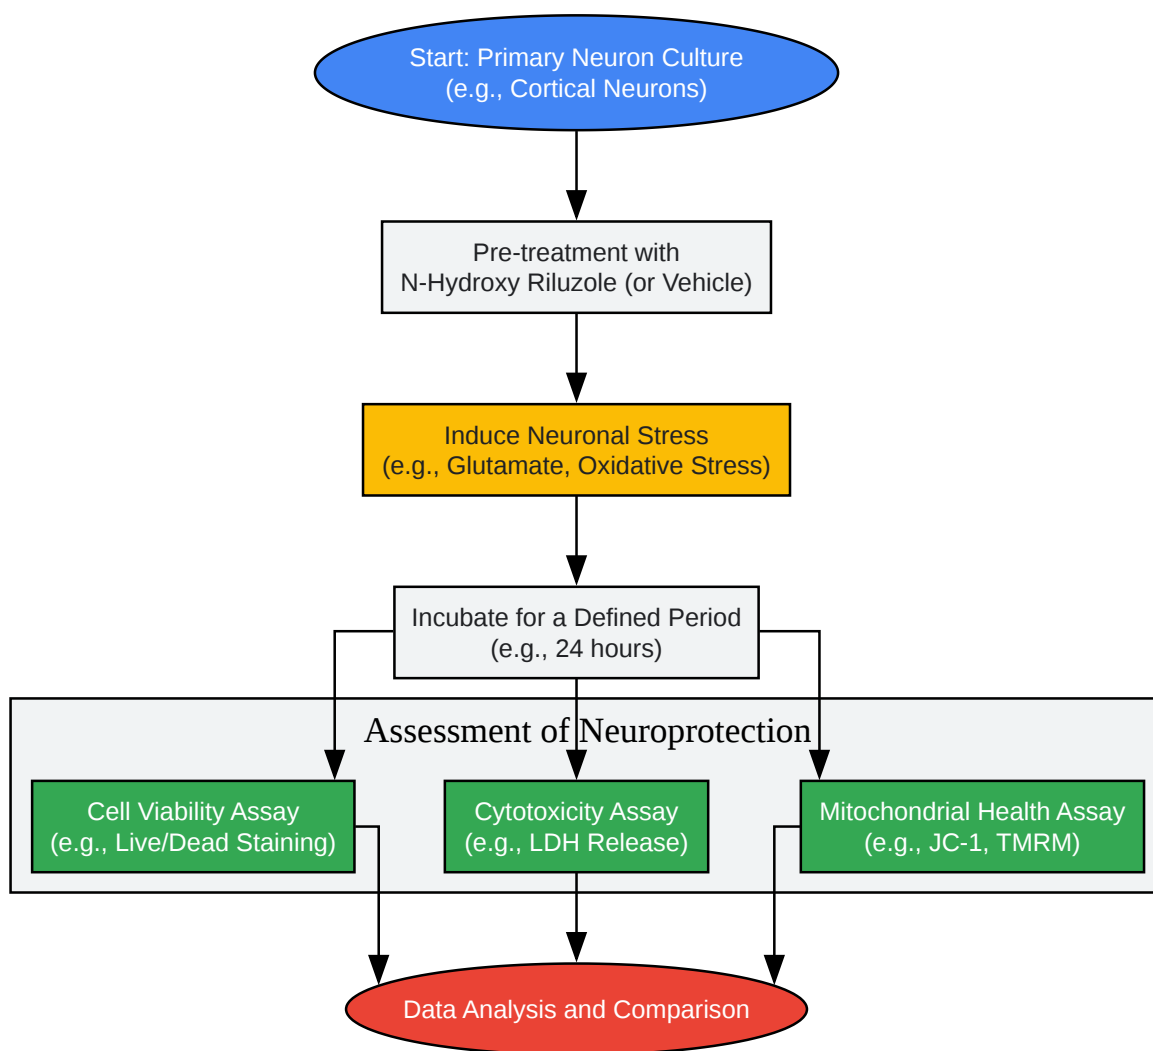 Start: Primary Neuron Culture
(e.g., Cortical Neurons)
Pre-treatment with
N-Hydroxy Riluzole (or Vehicle)
Induce Neuronal Stress
(e.g., Glutamate, Oxidative Stress)
Incubate for a Defined Period
(e.g., 24 hours)
Assessment of Neuroprotection
Cell Viability Assay
(e.g., Live/Dead Staining)
Cytotoxicity Assay
(e.g., LDH Release)
Mitochondrial Health Assay
(e.g., JC-1, TMRM)
Data Analysis and Comparison